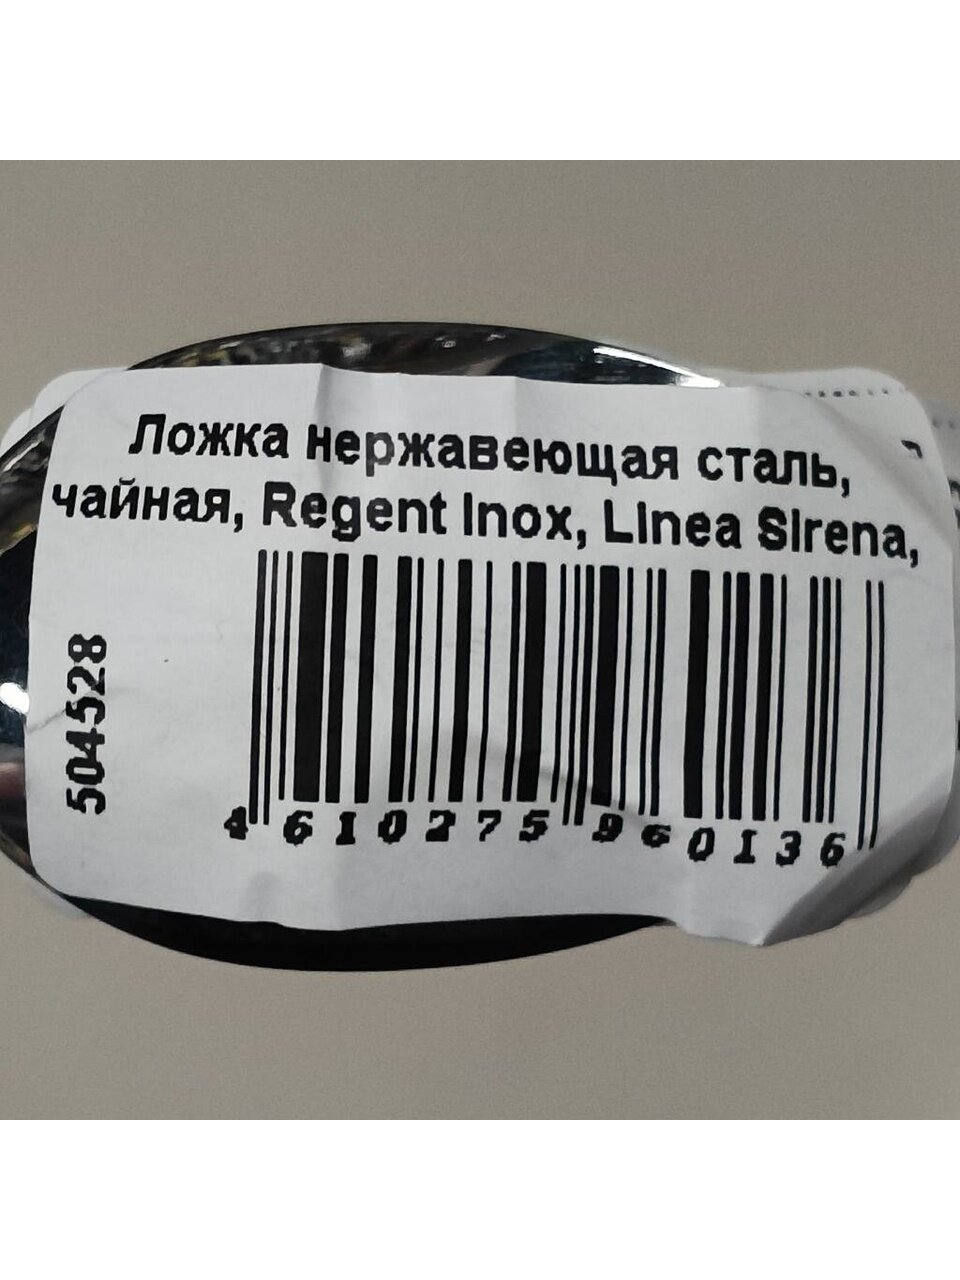 Ложка нержавеющая сталь,
чайная, Regent Inox, Linea Sirena,
504528
4 610275 960136